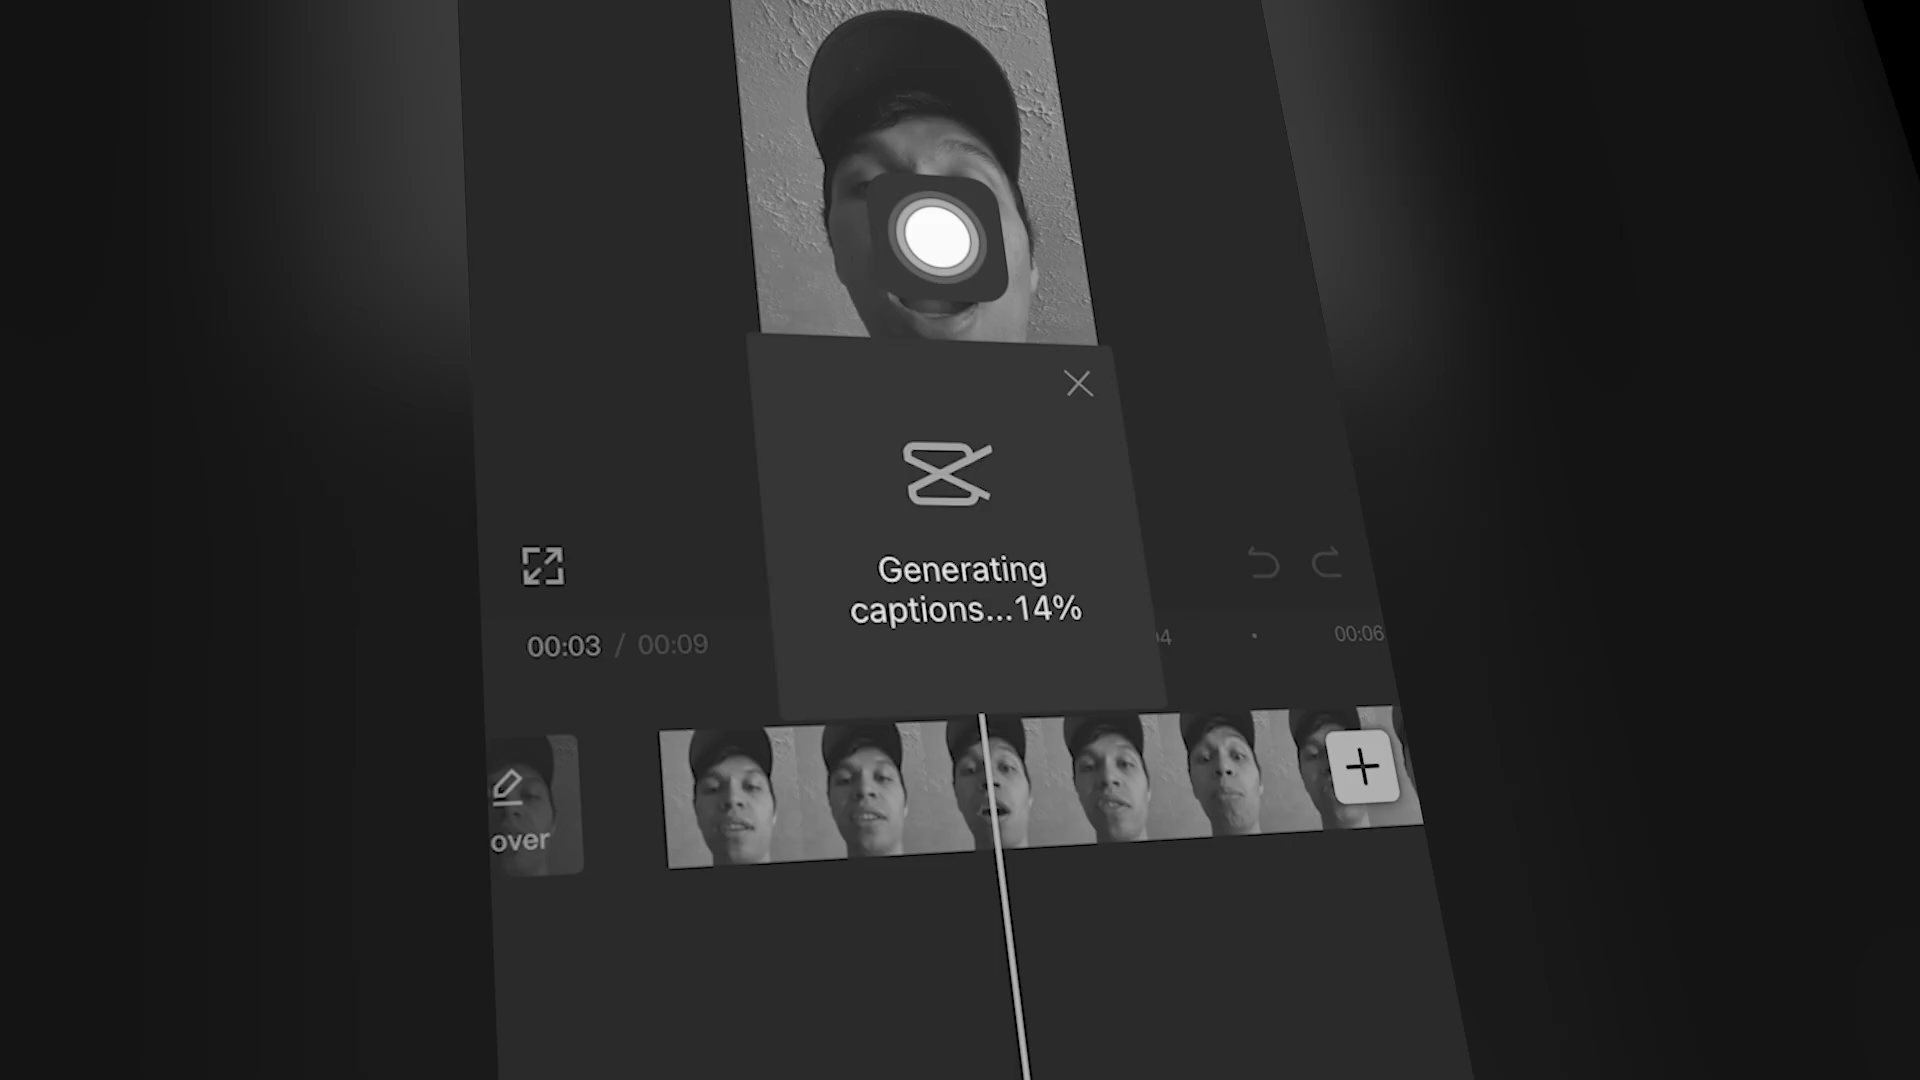 Generating
captions...14%
00:03 / 00:09
00:06
over